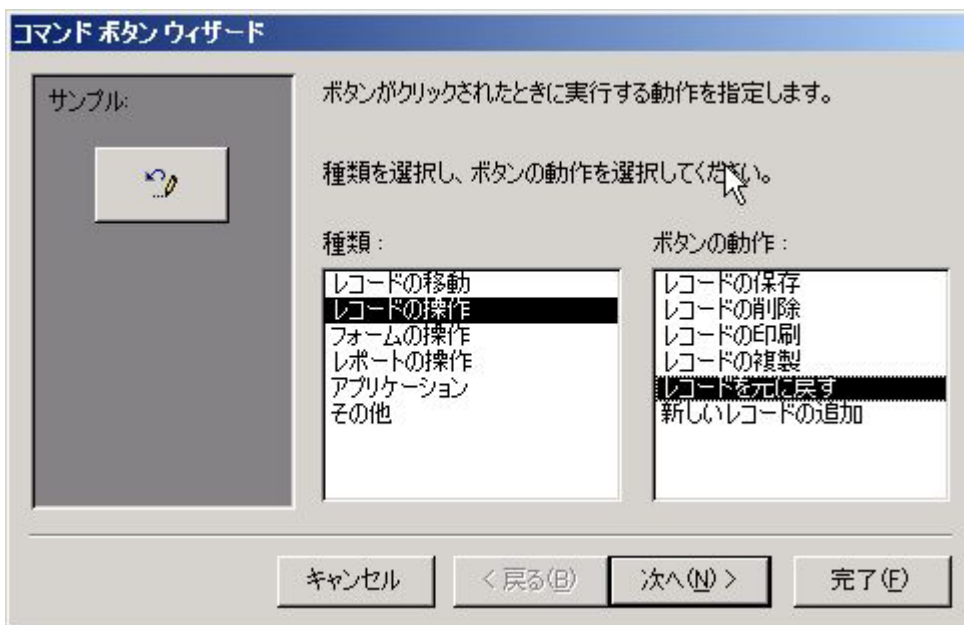 コマンド ボタン ウィザード
サンプル:
ボタンがクリックされたときに実行する動作を指定します。
種類を選択し、ボタンの動作を選択してください。
種類:
レコードの移動
レコードの操作
フォームの操作
レポートの操作
アプリケーション
その他
ボタンの動作:
レコードの保存
レコードの削除
レコードの印刷
レコードの複製
レコードを元に戻す
新しいレコードの追加
キャンセル
< 戻る(B)
次へ(N) >
完了(F)